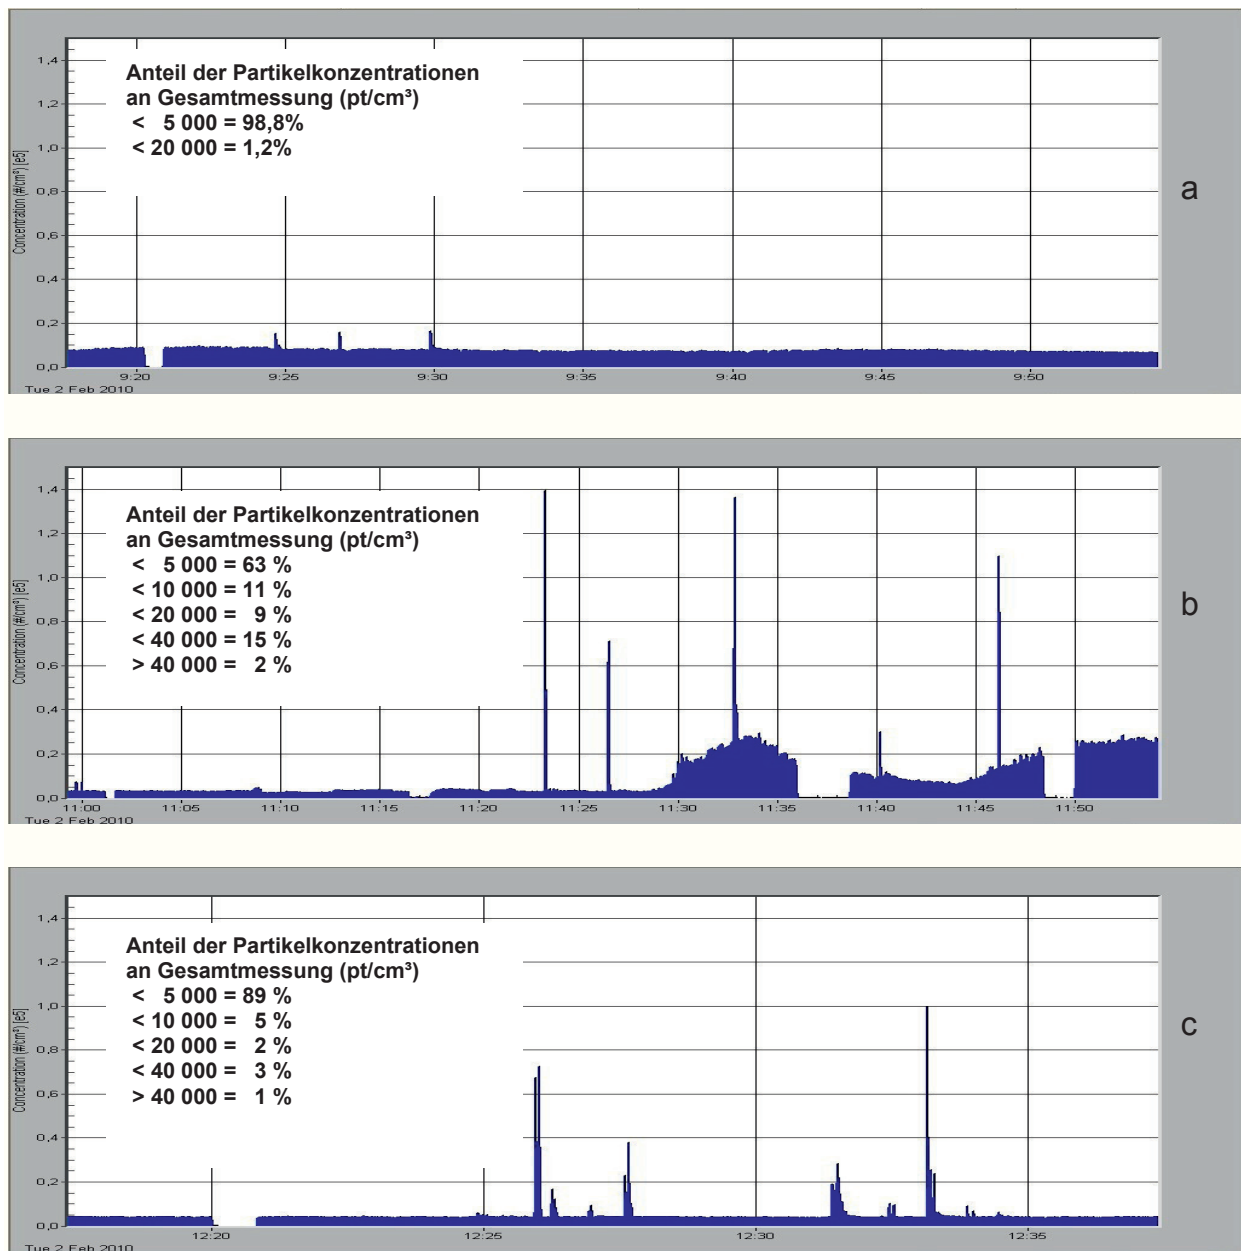 Anteil der Partikelkonzentrationen
an Gesamtmessung (pt/cm³)
< 5 000 = 98,8%
< 20 000 = 1,2%
Concentration (#/cm³) [e5]
1,4
1,2
1,0
0,8
0,6
0,4
0,2
0,0
9:20 9:25 9:30 9:35 9:40 9:45 9:50
Tue 2 Feb 2010
a
Anteil der Partikelkonzentrationen
an Gesamtmessung (pt/cm³)
< 5 000 = 63 %
< 10 000 = 11 %
< 20 000 = 9 %
< 40 000 = 15 %
> 40 000 = 2 %
Concentration (#/cm³) [e5]
1,4
1,2
1,0
0,8
0,6
0,4
0,2
0,0
11:00 11:05 11:10 11:15 11:20 11:25 11:30 11:35 11:40 11:45 11:50
Tue 2 Feb 2010
b
Anteil der Partikelkonzentrationen
an Gesamtmessung (pt/cm³)
< 5 000 = 89 %
< 10 000 = 5 %
< 20 000 = 2 %
< 40 000 = 3 %
> 40 000 = 1 %
Concentration (#/cm³) [e5]
1,4
1,2
1,0
0,8
0,6
0,4
0,2
0,0
12:20 12:25 12:30 12:35
Tue 2 Feb 2010
c